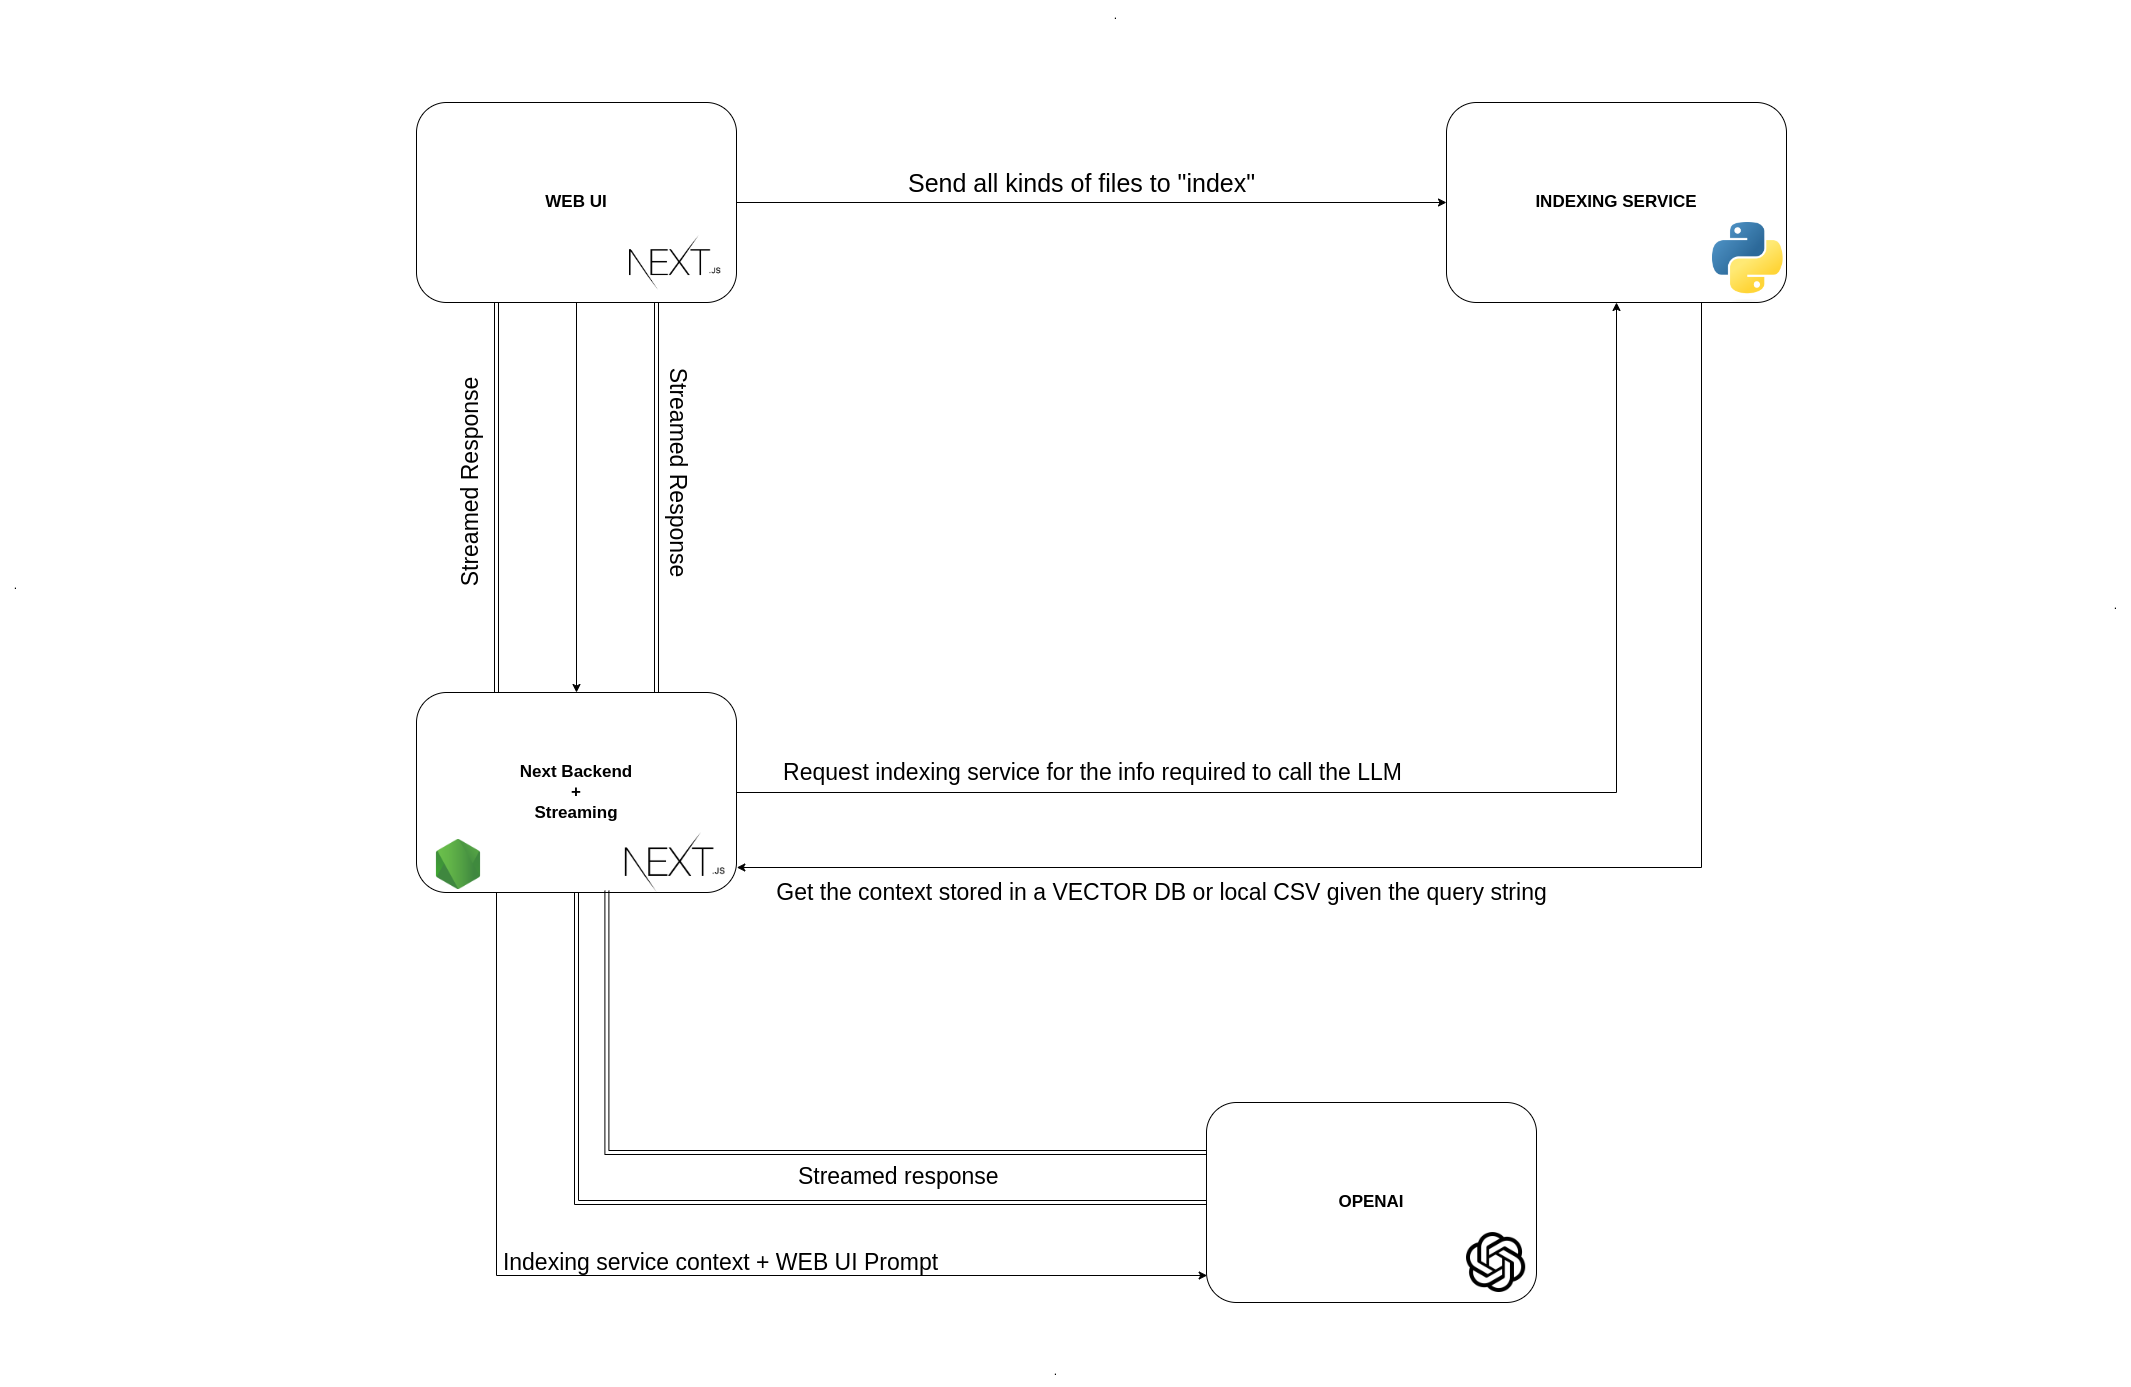 Send all kinds of files to "index"
WEB UI
INDEXING SERVICE
NEXT.JS
Streamed Response
Streamed Response
Request indexing service for the info required to call the LLM
Next Backend
+
Streaming
NEXT.JS
Get the context stored in a VECTOR DB or local CSV given the query string
Streamed response
OPENAI
Indexing service context + WEB UI Prompt